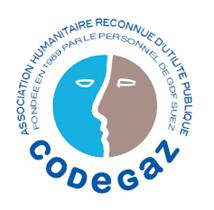 ASSOCIATION HUMANITAIRE RECONNUE D'UTILITÉ PUBLIQUE
FONDÉE EN 1989 PAR LE PERSONNEL DE GDF SUEZ
CODEGAZ